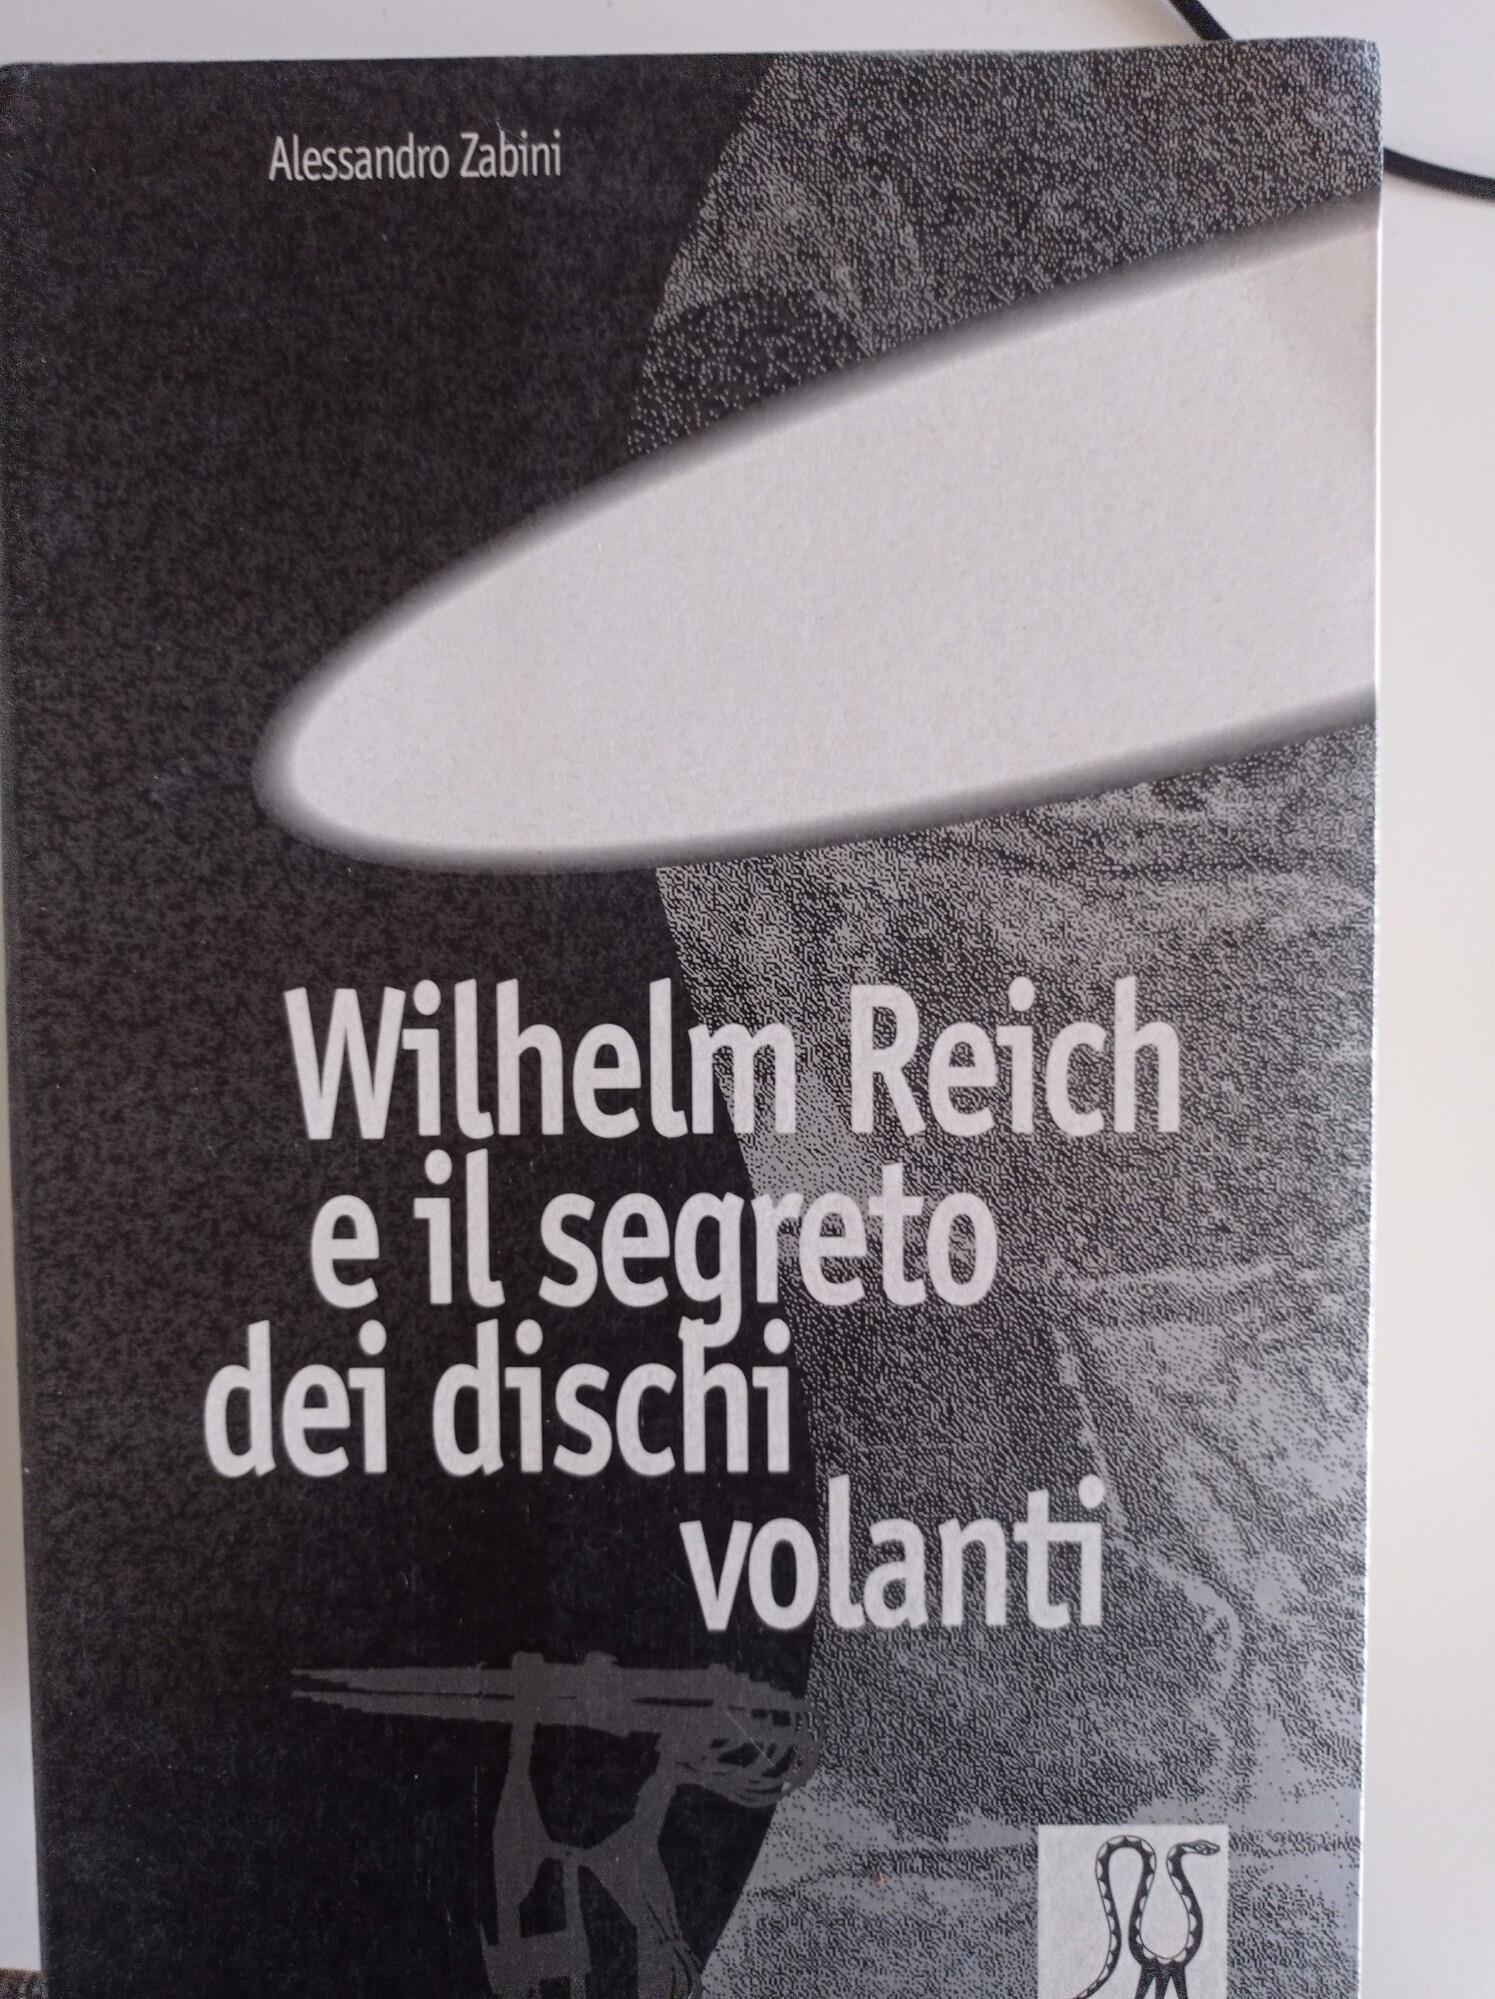 Alessandro Zabini
Wilhelm Reich
e il segreto
dei dischi
volanti